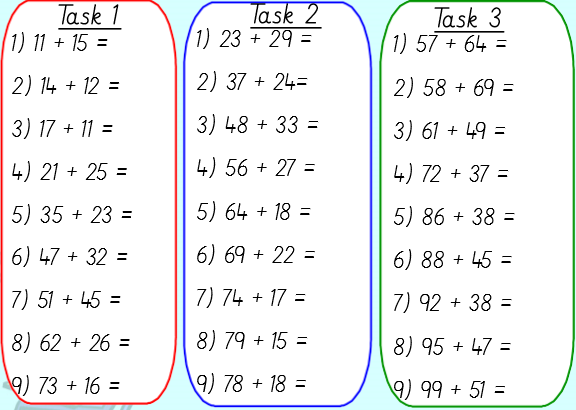 Task 1
1) 11 + 15 =
2) 14 + 12 =
3) 17 + 11 =
4) 21 + 25 =
5) 35 + 23 =
6) 47 + 32 =
7) 51 + 45 =
8) 62 + 26 =
9) 73 + 16 =
Task 2
1) 23 + 29 =
2) 37 + 24=
3) 48 + 33 =
4) 56 + 27 =
5) 64 + 18 =
6) 69 + 22 =
7) 74 + 17 =
8) 79 + 15 =
9) 78 + 18 =
Task 3
1) 57 + 64 =
2) 58 + 69 =
3) 61 + 49 =
4) 72 + 37 =
5) 86 + 38 =
6) 88 + 45 =
7) 92 + 38 =
8) 95 + 47 =
9) 99 + 51 =